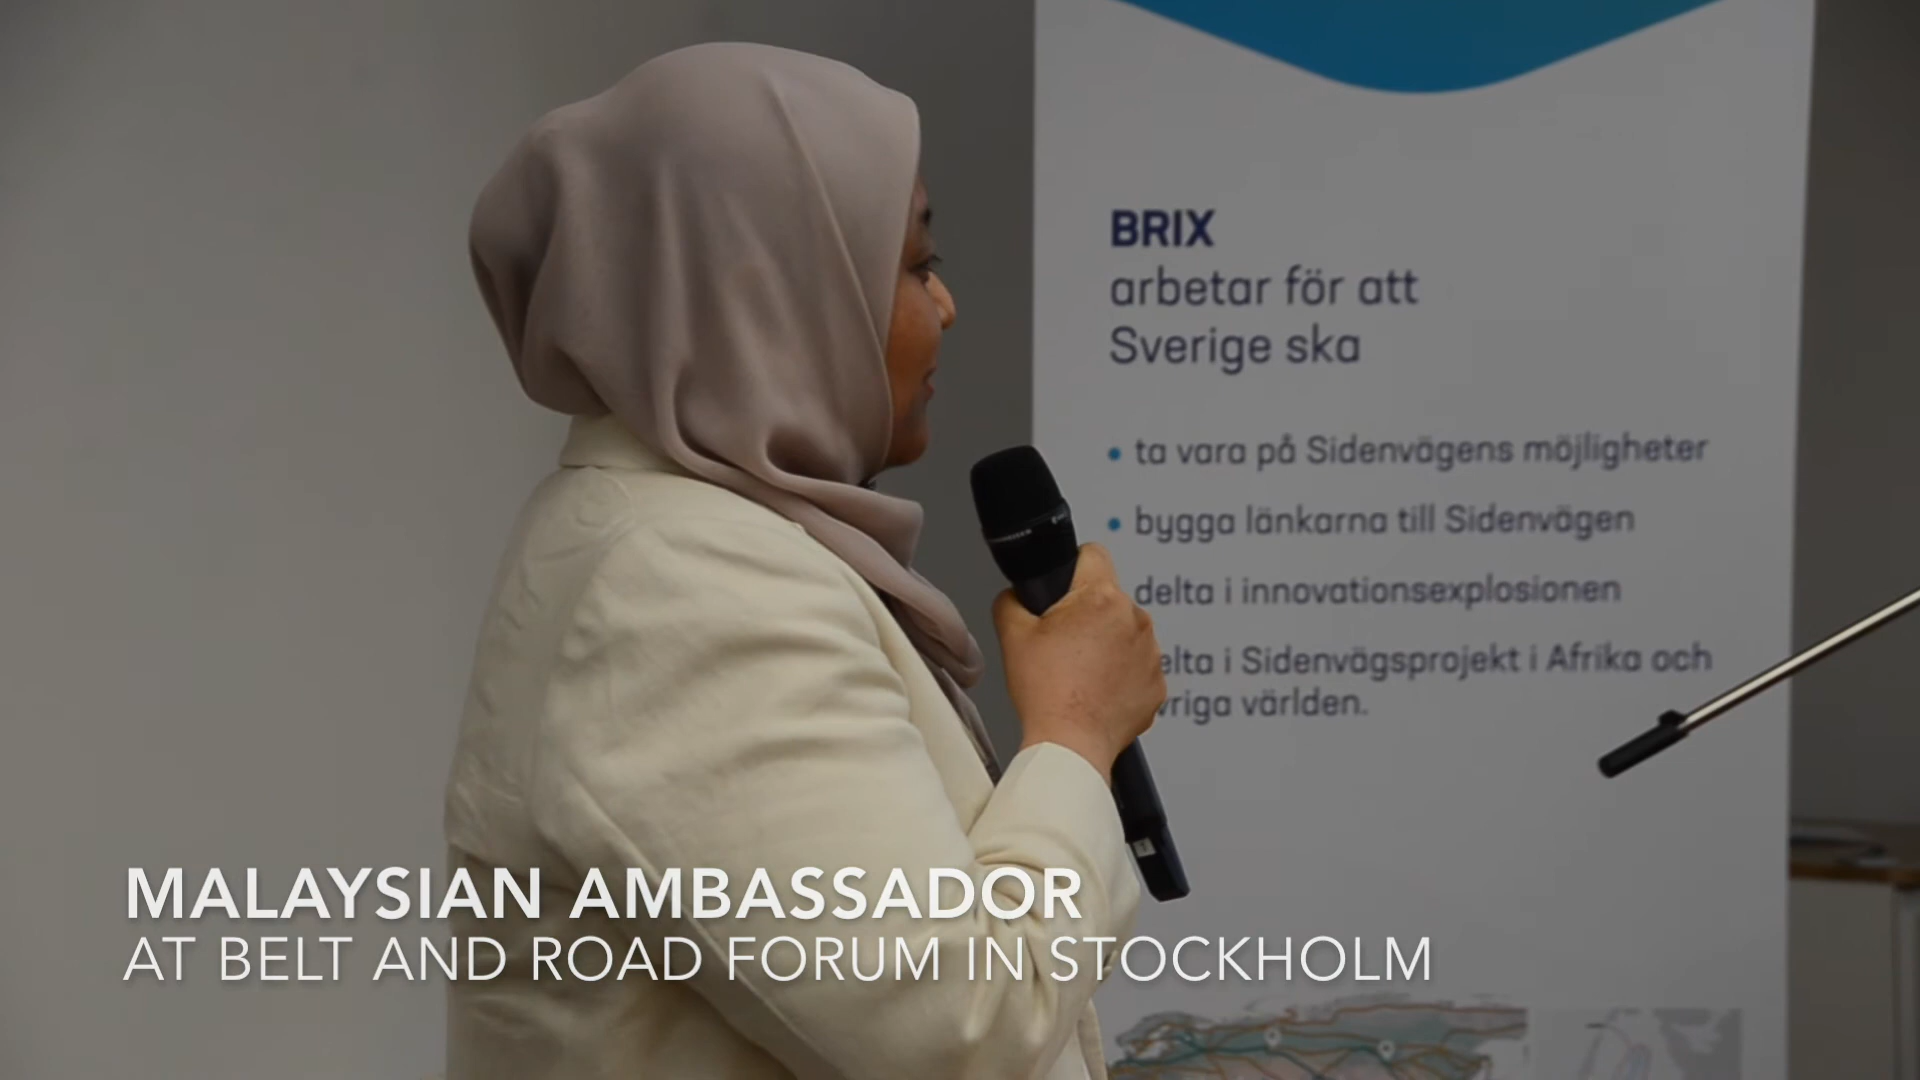 BRIX
arbetar för att
Sverige ska
• ta vara på Sidenvägens möjligheter
• bygga länkarna till Sidenvägen
delta i innovationsexplosionen
elta i Sidenvägsprojekt i Afrika och
vriga världen.
MALAYSIAN AMBASSADOR
AT BELT AND ROAD FORUM IN STOCKHOLM